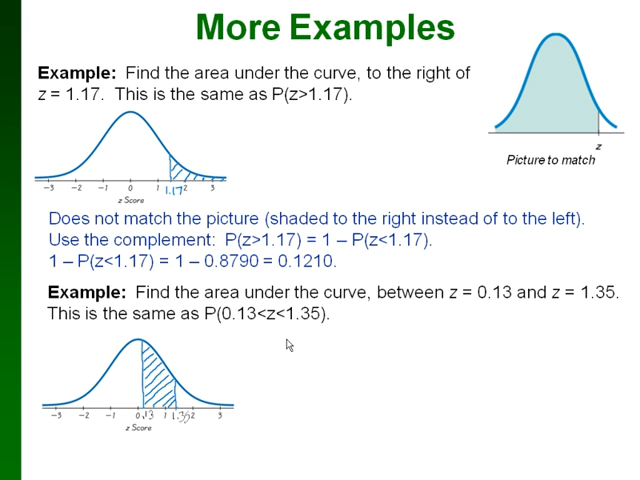 More Examples
Example: Find the area under the curve, to the right of
z = 1.17. This is the same as P(z>1.17).
z
Picture to match
-3 -2 -1 0 1 2 3
1.17
z Score
Does not match the picture (shaded to the right instead of to the left).
Use the complement: P(z>1.17) = 1 – P(z<1.17).
1 – P(z<1.17) = 1 – 0.8790 = 0.1210.
Example: Find the area under the curve, between z = 0.13 and z = 1.35.
This is the same as P(0.13<z<1.35).
-3 -2 -1 0 .13 1 1.35 2 3
z Score